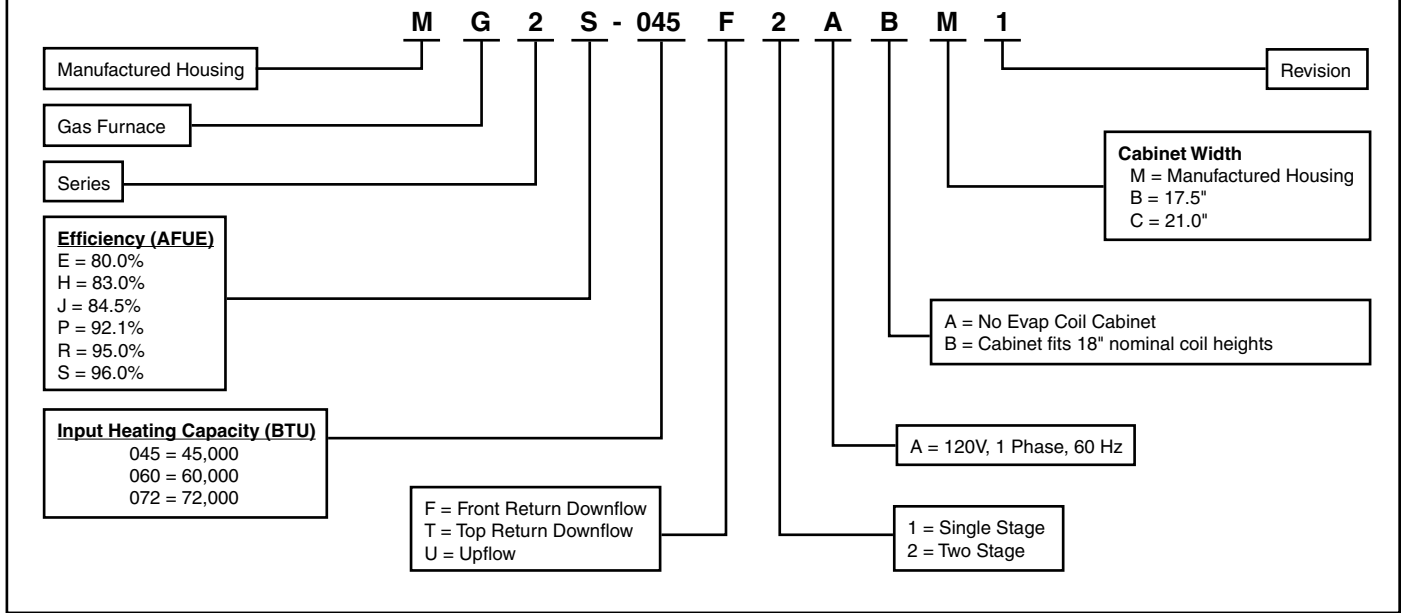 M G 2 S - 045 F 2 A B M 1
Manufactured Housing
Gas Furnace
Series
Efficiency (AFUE)
E = 80.0%
H = 83.0%
J = 84.5%
P = 92.1%
R = 95.0%
S = 96.0%
Input Heating Capacity (BTU)
045 = 45,000
060 = 60,000
072 = 72,000
F = Front Return Downflow
T = Top Return Downflow
U = Upflow
1 = Single Stage
2 = Two Stage
A = 120V, 1 Phase, 60 Hz
A = No Evap Coil Cabinet
B = Cabinet fits 18" nominal coil heights
Cabinet Width
M = Manufactured Housing
B = 17.5"
C = 21.0"
Revision